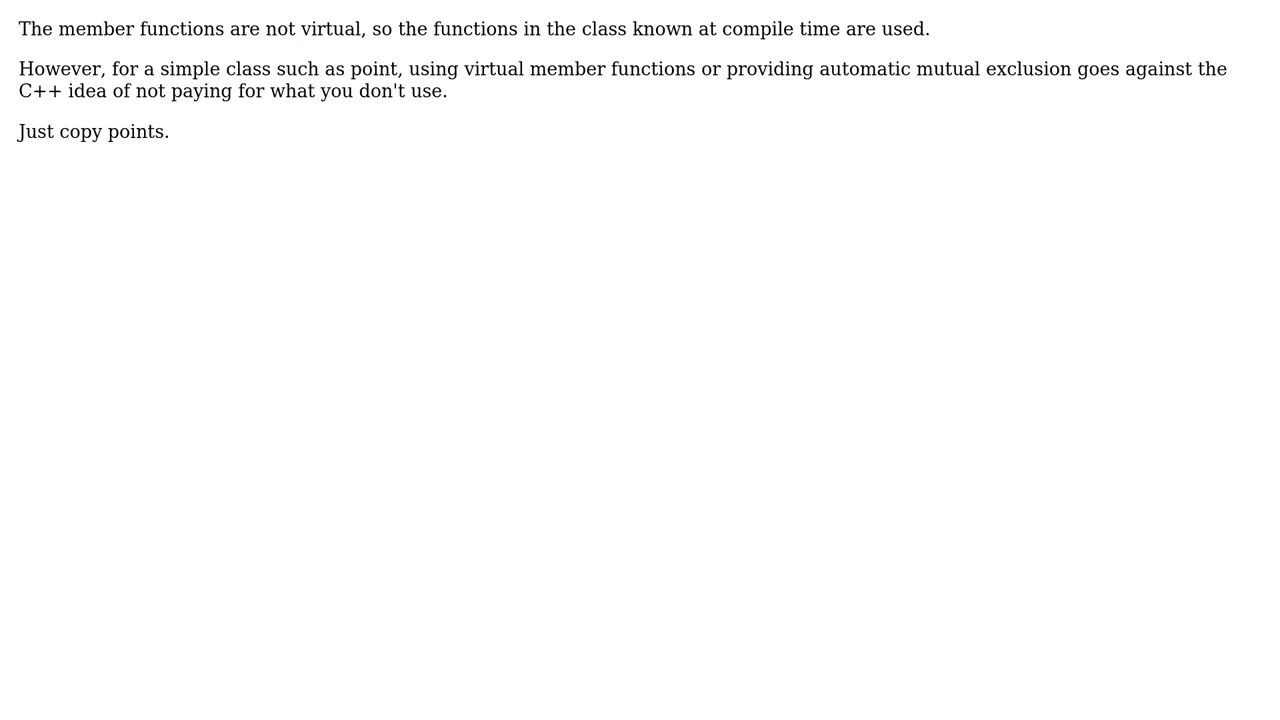 The member functions are not virtual, so the functions in the class known at compile time are used.
However, for a simple class such as point, using virtual member functions or providing automatic mutual exclusion goes against the
C++ idea of not paying for what you don't use.
Just copy points.